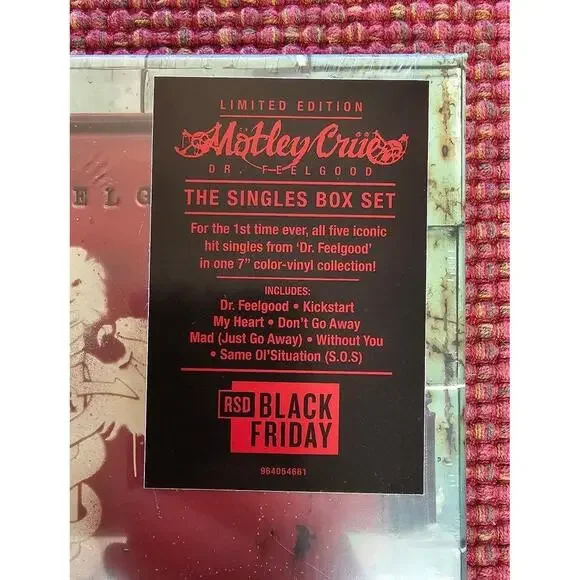 LIMITED EDITION
Mötley Crüe
DR. FEELGOOD
THE SINGLES BOX SET
For the 1st time ever, all five iconic
hit singles from 'Dr. Feelgood'
in one 7" color-vinyl collection!
INCLUDES:
Dr. Feelgood • Kickstart
My Heart • Don't Go Away
Mad (Just Go Away) • Without You
• Same Ol'Situation (S.O.S)
RSD BLACK
FRIDAY
964054661
E L G